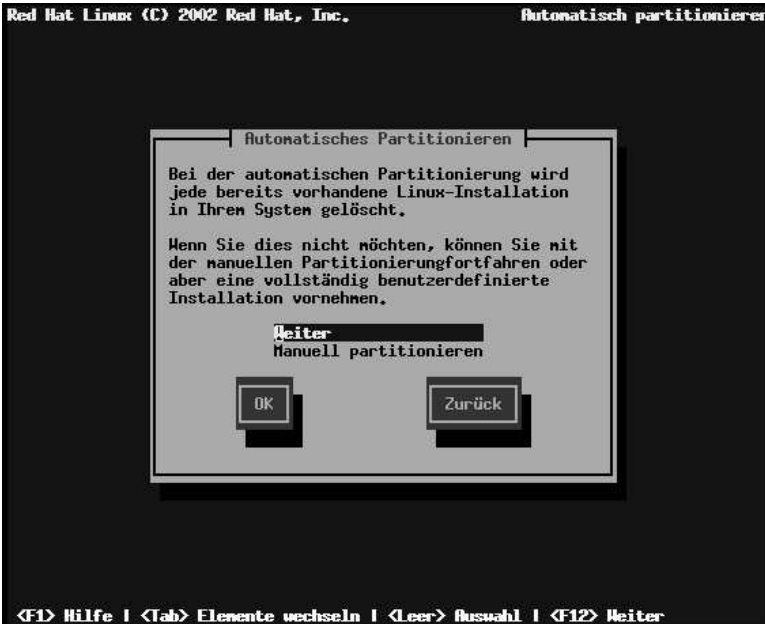 Red Hat Linux (C) 2002 Red Hat, Inc. Automatisch partitionieren
Automatisches Partitionieren
Bei der automatischen Partitionierung wird
jede bereits vorhandene Linux-Installation
in Ihrem System gelöscht.
Wenn Sie dies nicht möchten, können Sie mit
der manuellen Partitionierungfortfahren oder
aber eine vollständig benutzerdefinierte
Installation vornehmen.
Weiter
Manuell partitionieren
OK Zurück
<F1> Hilfe | <Tab> Elemente wechseln | <Leer> Auswahl | <F12> Weiter